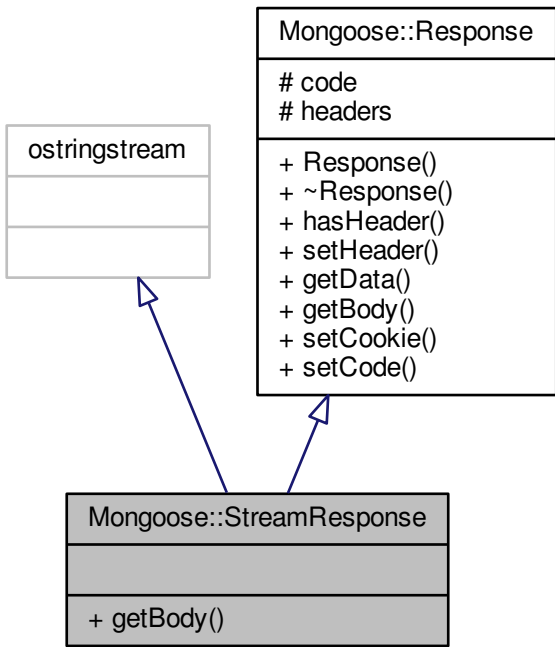 Mongoose::Response
# code
# headers
+ Response()
+ ~Response()
+ hasHeader()
+ setHeader()
+ getData()
+ getBody()
+ setCookie()
+ setCode()
ostringstream
Mongoose::StreamResponse
+ getBody()